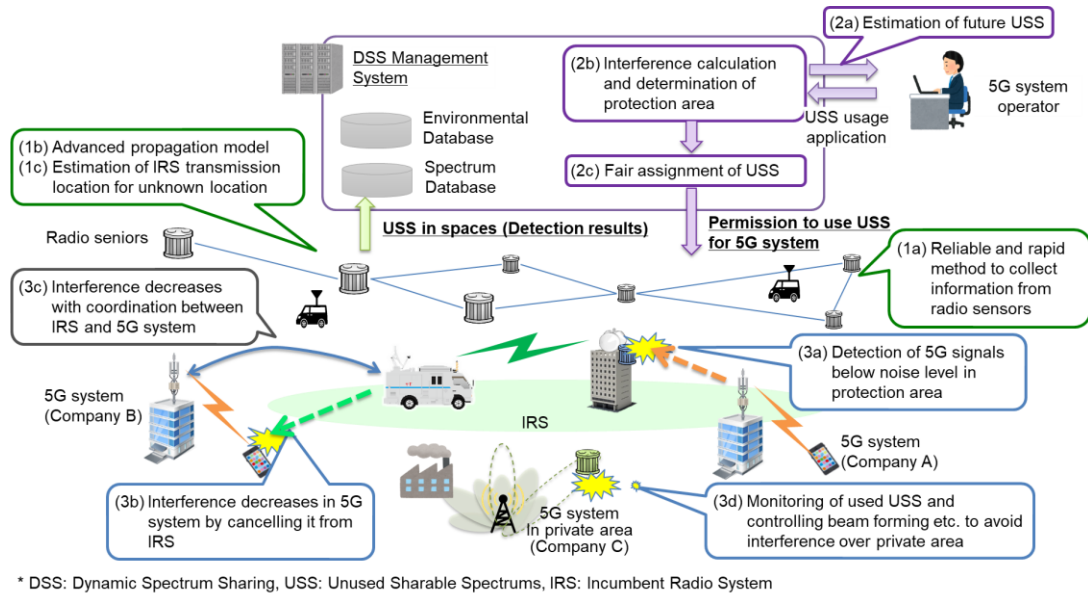 (2a) Estimation of future USS
DSS Management
System
(2b) Interference calculation
and determination of
protection area
5G system
operator
USS usage
application
Environmental
Database
(1b) Advanced propagation model
(1c) Estimation of IRS transmission
location for unknown location
Spectrum
Database
(2c) Fair assignment of USS
USS in spaces (Detection results)
Permission to use USS
for 5G system
Radio seniors
(1a) Reliable and rapid
method to collect
information from
radio sensors
(3c) Interference decreases
with coordination between
IRS and 5G system
(3a) Detection of 5G signals
below noise level in
protection area
5G system
(Company B)
IRS
5G system
(Company A)
(3b) Interference decreases in 5G
system by cancelling it from
IRS
5G system
In private area
(Company C)
(3d) Monitoring of used USS and
controlling beam forming etc. to avoid
interference over private area
* DSS: Dynamic Spectrum Sharing, USS: Unused Sharable Spectrums, IRS: Incumbent Radio System